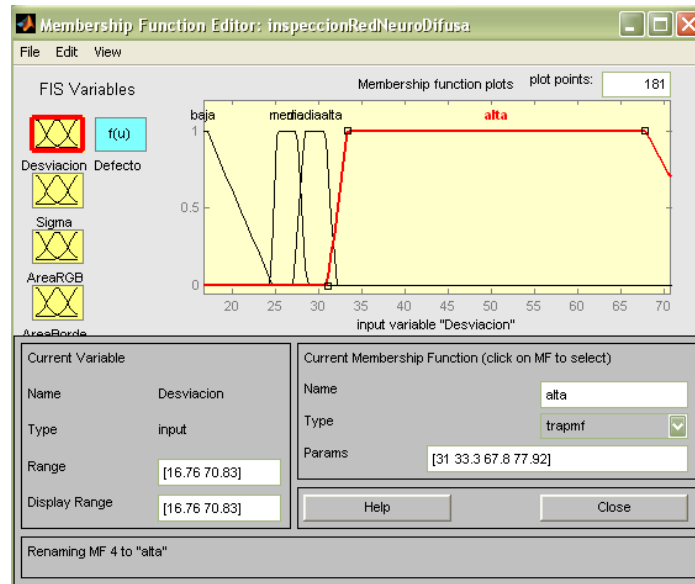 Membership Function Editor: inspeccionRedNeuroDifusa
File Edit View
FIS Variables
f(u)
Desviacion Defecto
Sigma
AreaRGB
AreaBorde
Membership function plots plot points: 181
baja mediaalta alta
1
0.5
0
20 25 30 35 40 45 50 55 60 65 70
input variable "Desviacion"
Current Variable
Name Desviacion
Type input
Range [16.76 70.83]
Display Range [16.76 70.83]
Current Membership Function (click on MF to select)
Name alta
Type trapmf
Params [31 33.3 67.8 77.92]
Help Close
Renaming MF 4 to "alta"